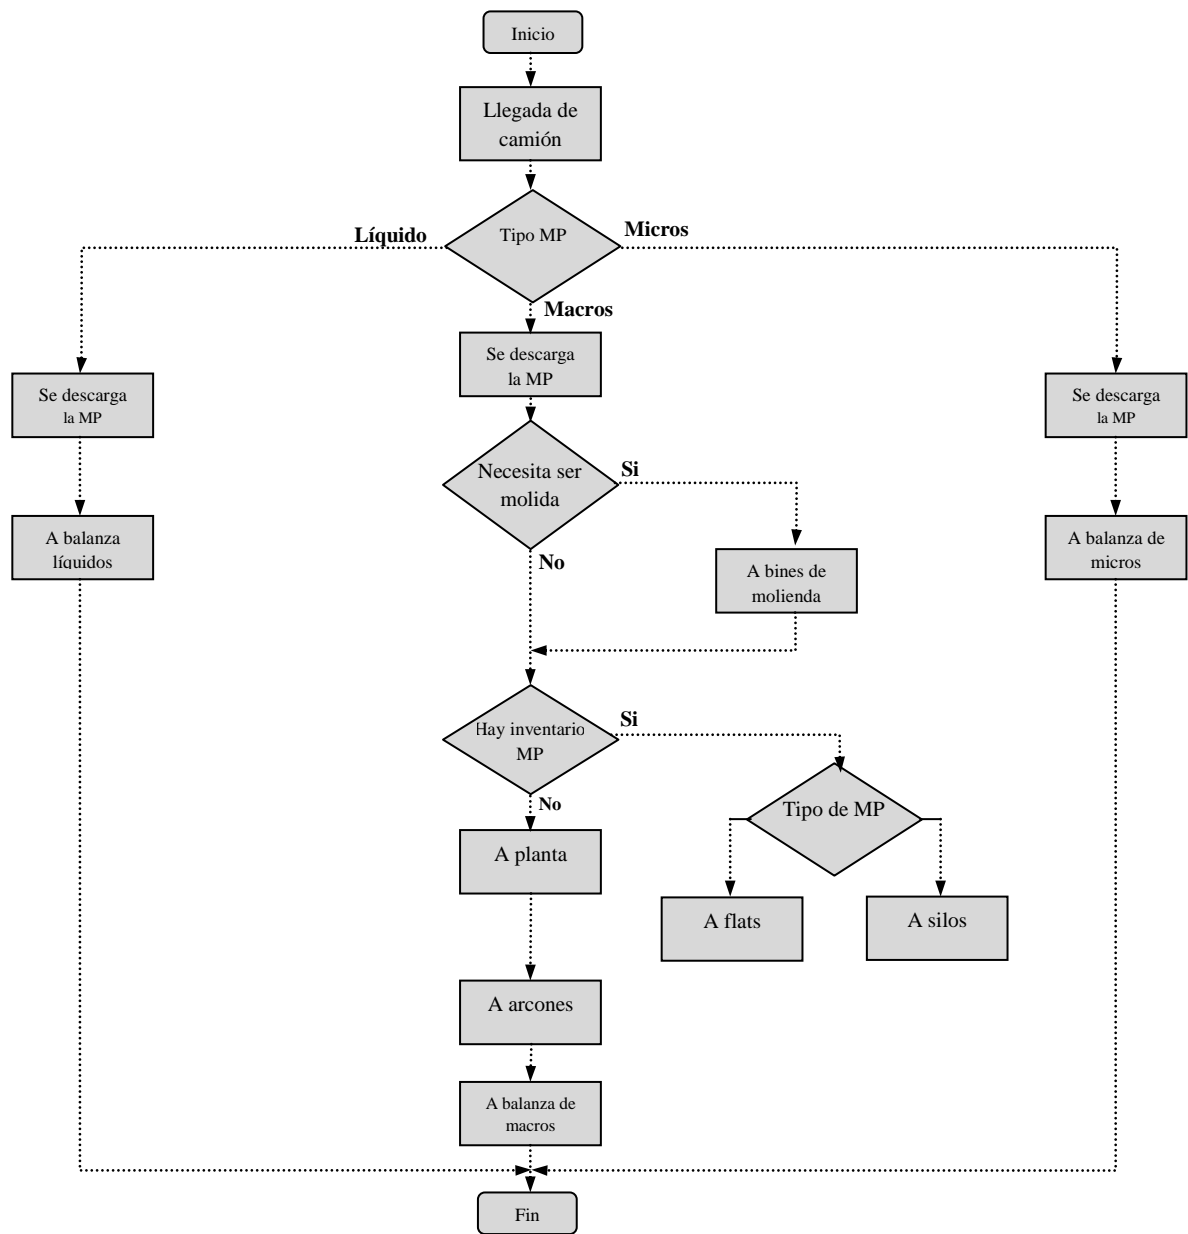 Inicio
Llegada de
camión
Tipo MP
Líquido
Micros
Macros
Se descarga
la MP
Se descarga
la MP
Se descarga
la MP
Necesita ser
molida
Si
No
A balanza
líquidos
A bines de
molienda
A balanza de
micros
Hay inventario
MP
Si
No
Tipo de MP
A planta
A flats
A silos
A arcones
A balanza de
macros
Fin